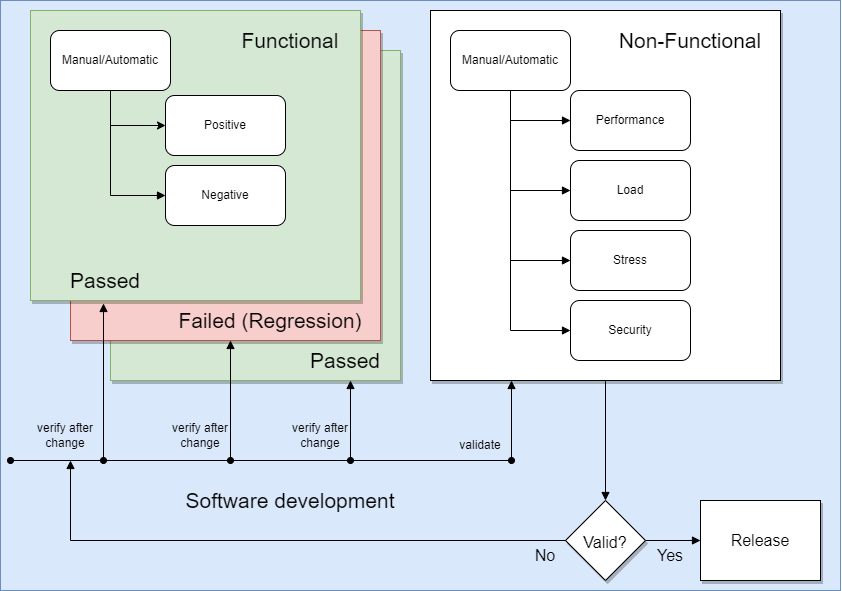 Functional
Manual/Automatic
Positive
Negative
Passed
Failed (Regression)
Passed
Non-Functional
Manual/Automatic
Performance
Load
Stress
Security
verify after
change
verify after
change
verify after
change
validate
Software development
Valid?
No
Yes
Release